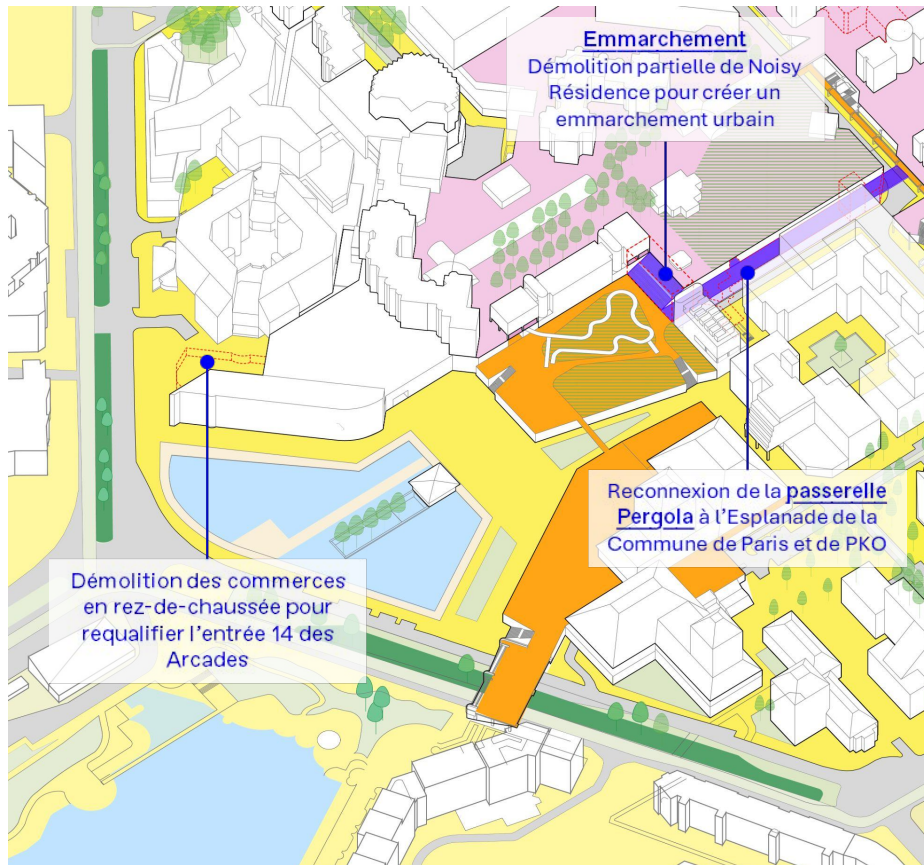 Emmarchement
Démolition partielle de Noisy
Résidence pour créer un
emmarchement urbain
Reconnexion de la passerelle
Pergola à l’Esplanade de la
Commune de Paris et de PKO
Démolition des commerces
en rez-de-chaussée pour
requalifier l’entrée 14 des
Arcades